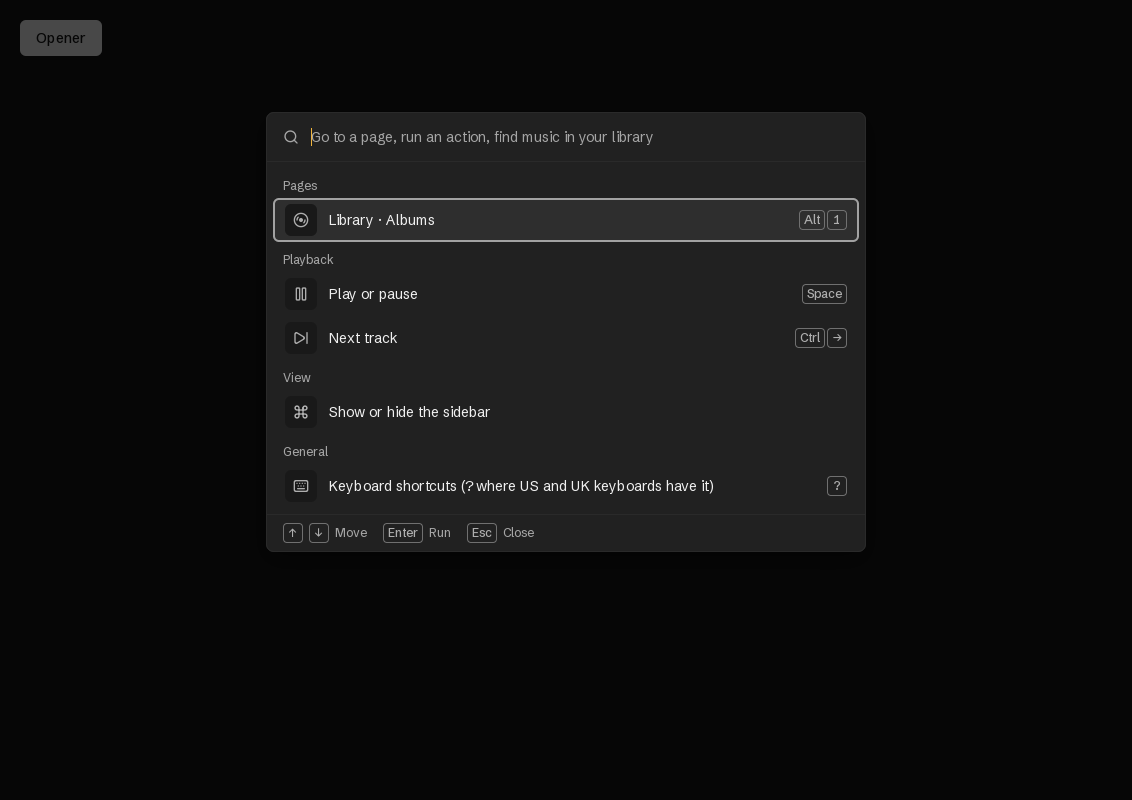 Opener
Go to a page, run an action, find music in your library
Pages
Library · Albums Alt 1
Playback
Play or pause Space
Next track Ctrl →
View
Show or hide the sidebar
General
Keyboard shortcuts (? where US and UK keyboards have it) ?
↑ ↓ Move Enter Run Esc Close